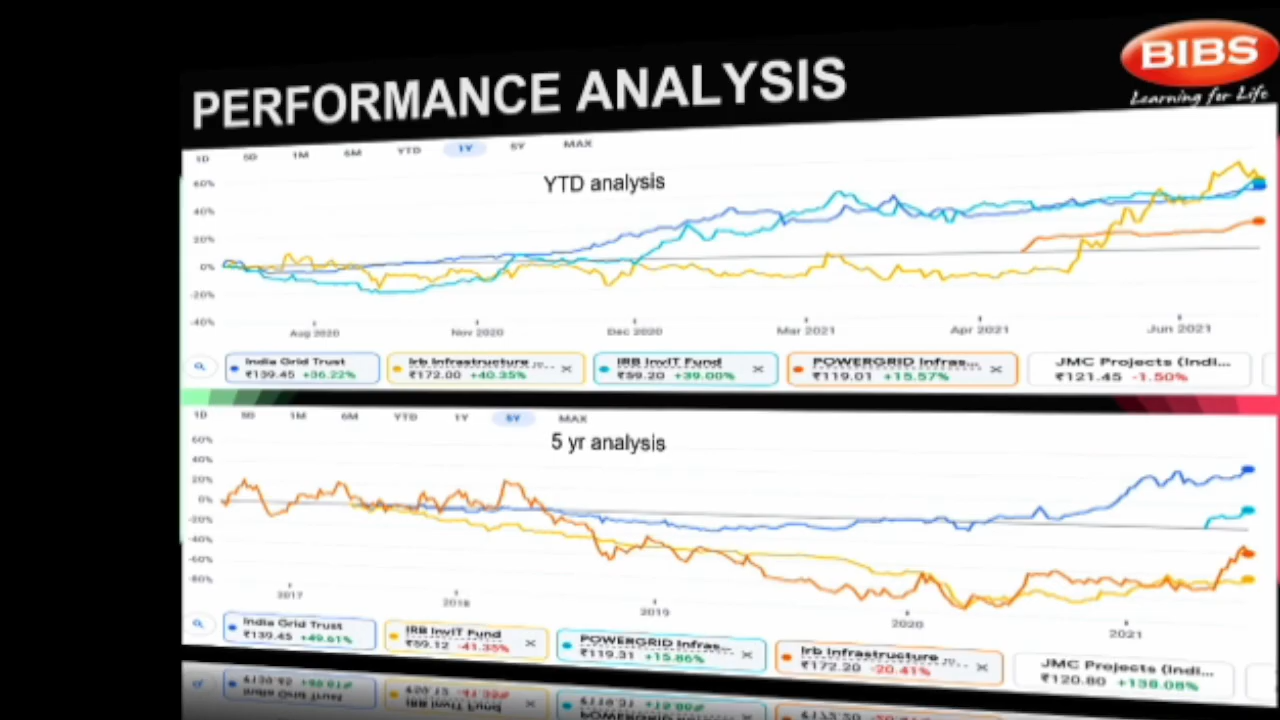 BIBS
Learning for Life
PERFORMANCE ANALYSIS
1D 5D 1M 6M YTD 1Y 5Y MAX
YTD analysis
60%
40%
20%
0%
-20%
-40%
Aug 2020 Nov 2020 Dec 2020 Mar 2021 Apr 2021 Jun 2021
India Grid Trust Irb Infrastructure ... IRB InvIT Fund POWERGRID Infras... JMC Projects (Indi...
₹139.45 +36.22% ₹172.00 +40.35% ₹59.20 +39.00% ₹119.01 +15.57% ₹121.45 -1.50%
1D 5D 1M 6M YTD 1Y 5Y MAX
5 yr analysis
60%
40%
20%
0%
-20%
-40%
-60%
-80%
2017 2018 2019 2020 2021
India Grid Trust IRB InvIT Fund POWERGRID Infras... Irb Infrastructure ... JMC Projects (Indi...
₹139.45 +49.61% ₹59.12 -41.35% ₹119.31 +15.86% ₹172.20 -20.41% ₹120.80 +138.08%